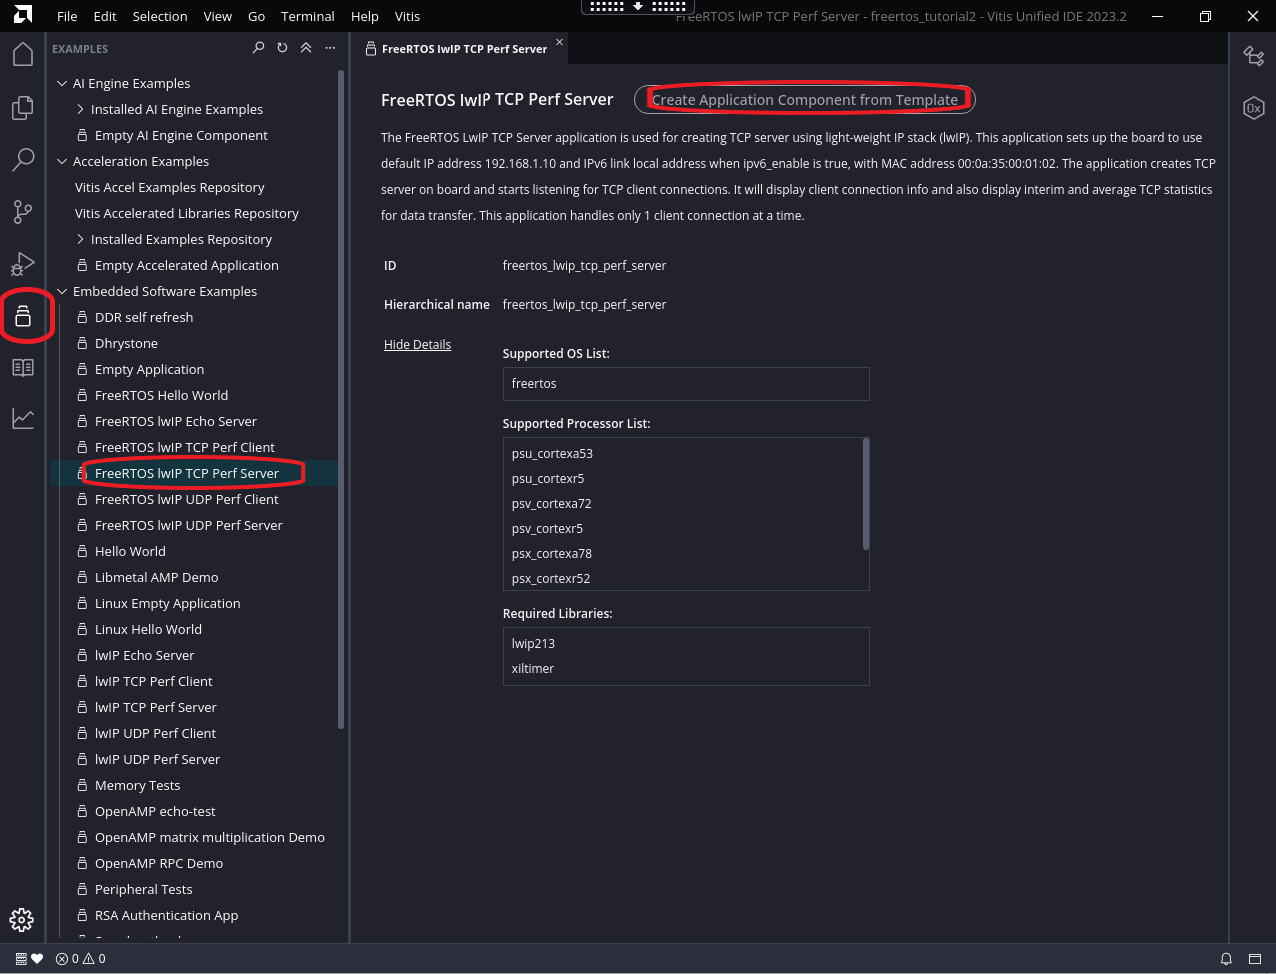 File Edit Selection View Go Terminal Help Vitis
FreeRTOS lwIP TCP Perf Server - freertos_tutorial2 - Vitis Unified IDE 2023.2
EXAMPLES
AI Engine Examples
Installed AI Engine Examples
Empty AI Engine Component
Acceleration Examples
Vitis Accel Examples Repository
Vitis Accelerated Libraries Repository
Installed Examples Repository
Empty Accelerated Application
Embedded Software Examples
DDR self refresh
Dhrystone
Empty Application
FreeRTOS Hello World
FreeRTOS lwIP Echo Server
FreeRTOS lwIP TCP Perf Client
FreeRTOS lwIP TCP Perf Server
FreeRTOS lwIP UDP Perf Client
FreeRTOS lwIP UDP Perf Server
Hello World
Libmetal AMP Demo
Linux Empty Application
Linux Hello World
lwIP Echo Server
lwIP TCP Perf Client
lwIP TCP Perf Server
lwIP UDP Perf Client
lwIP UDP Perf Server
Memory Tests
OpenAMP echo-test
OpenAMP matrix multiplication Demo
OpenAMP RPC Demo
Peripheral Tests
RSA Authentication App
FreeRTOS lwIP TCP Perf Server
FreeRTOS lwIP TCP Perf Server
Create Application Component from Template
The FreeRTOS LwIP TCP Server application is used for creating TCP server using light-weight IP stack (lwIP). This application sets up the board to use
default IP address 192.168.1.10 and IPv6 link local address when ipv6_enable is true, with MAC address 00:0a:35:00:01:02. The application creates TCP
server on board and starts listening for TCP client connections. It will display client connection info and also display interim and average TCP statistics
for data transfer. This application handles only 1 client connection at a time.
ID freertos_lwip_tcp_perf_server
Hierarchical name freertos_lwip_tcp_perf_server
Hide Details
Supported OS List:
freertos
Supported Processor List:
psu_cortexa53
psu_cortexr5
psv_cortexa72
psv_cortexr5
psx_cortexa78
psx_cortexr52
Required Libraries:
lwip213
xiltimer
0x
0 0